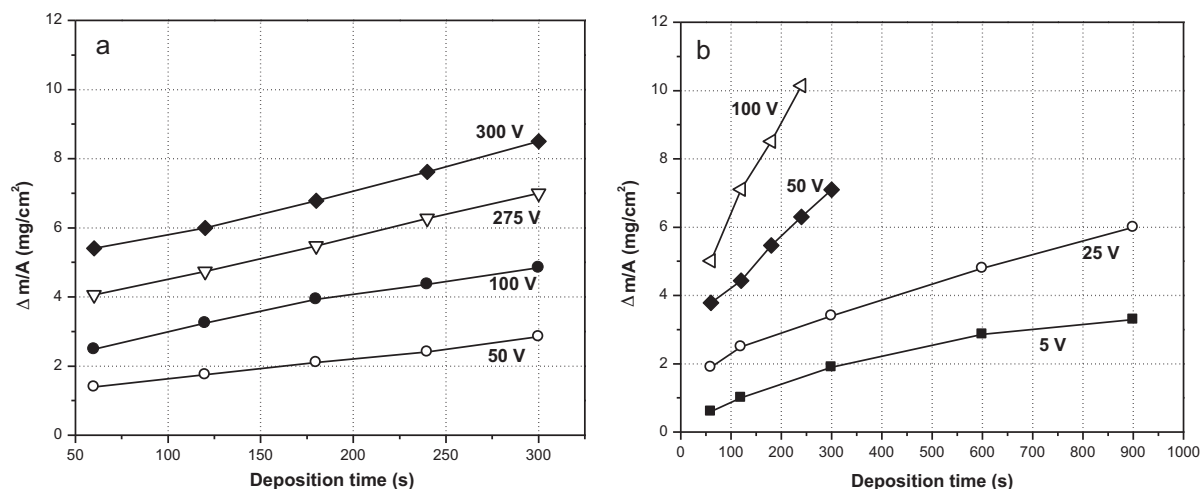 a
12
10
8
6
4
2
0
50
100
150
200
250
300
Δ m/A (mg/cm²)
Deposition time (s)
300 V
275 V
100 V
50 V
b
12
10
8
6
4
2
0
0
100
200
300
400
500
600
700
800
900
1000
Δ m/A (mg/cm²)
Deposition time (s)
100 V
50 V
25 V
5 V